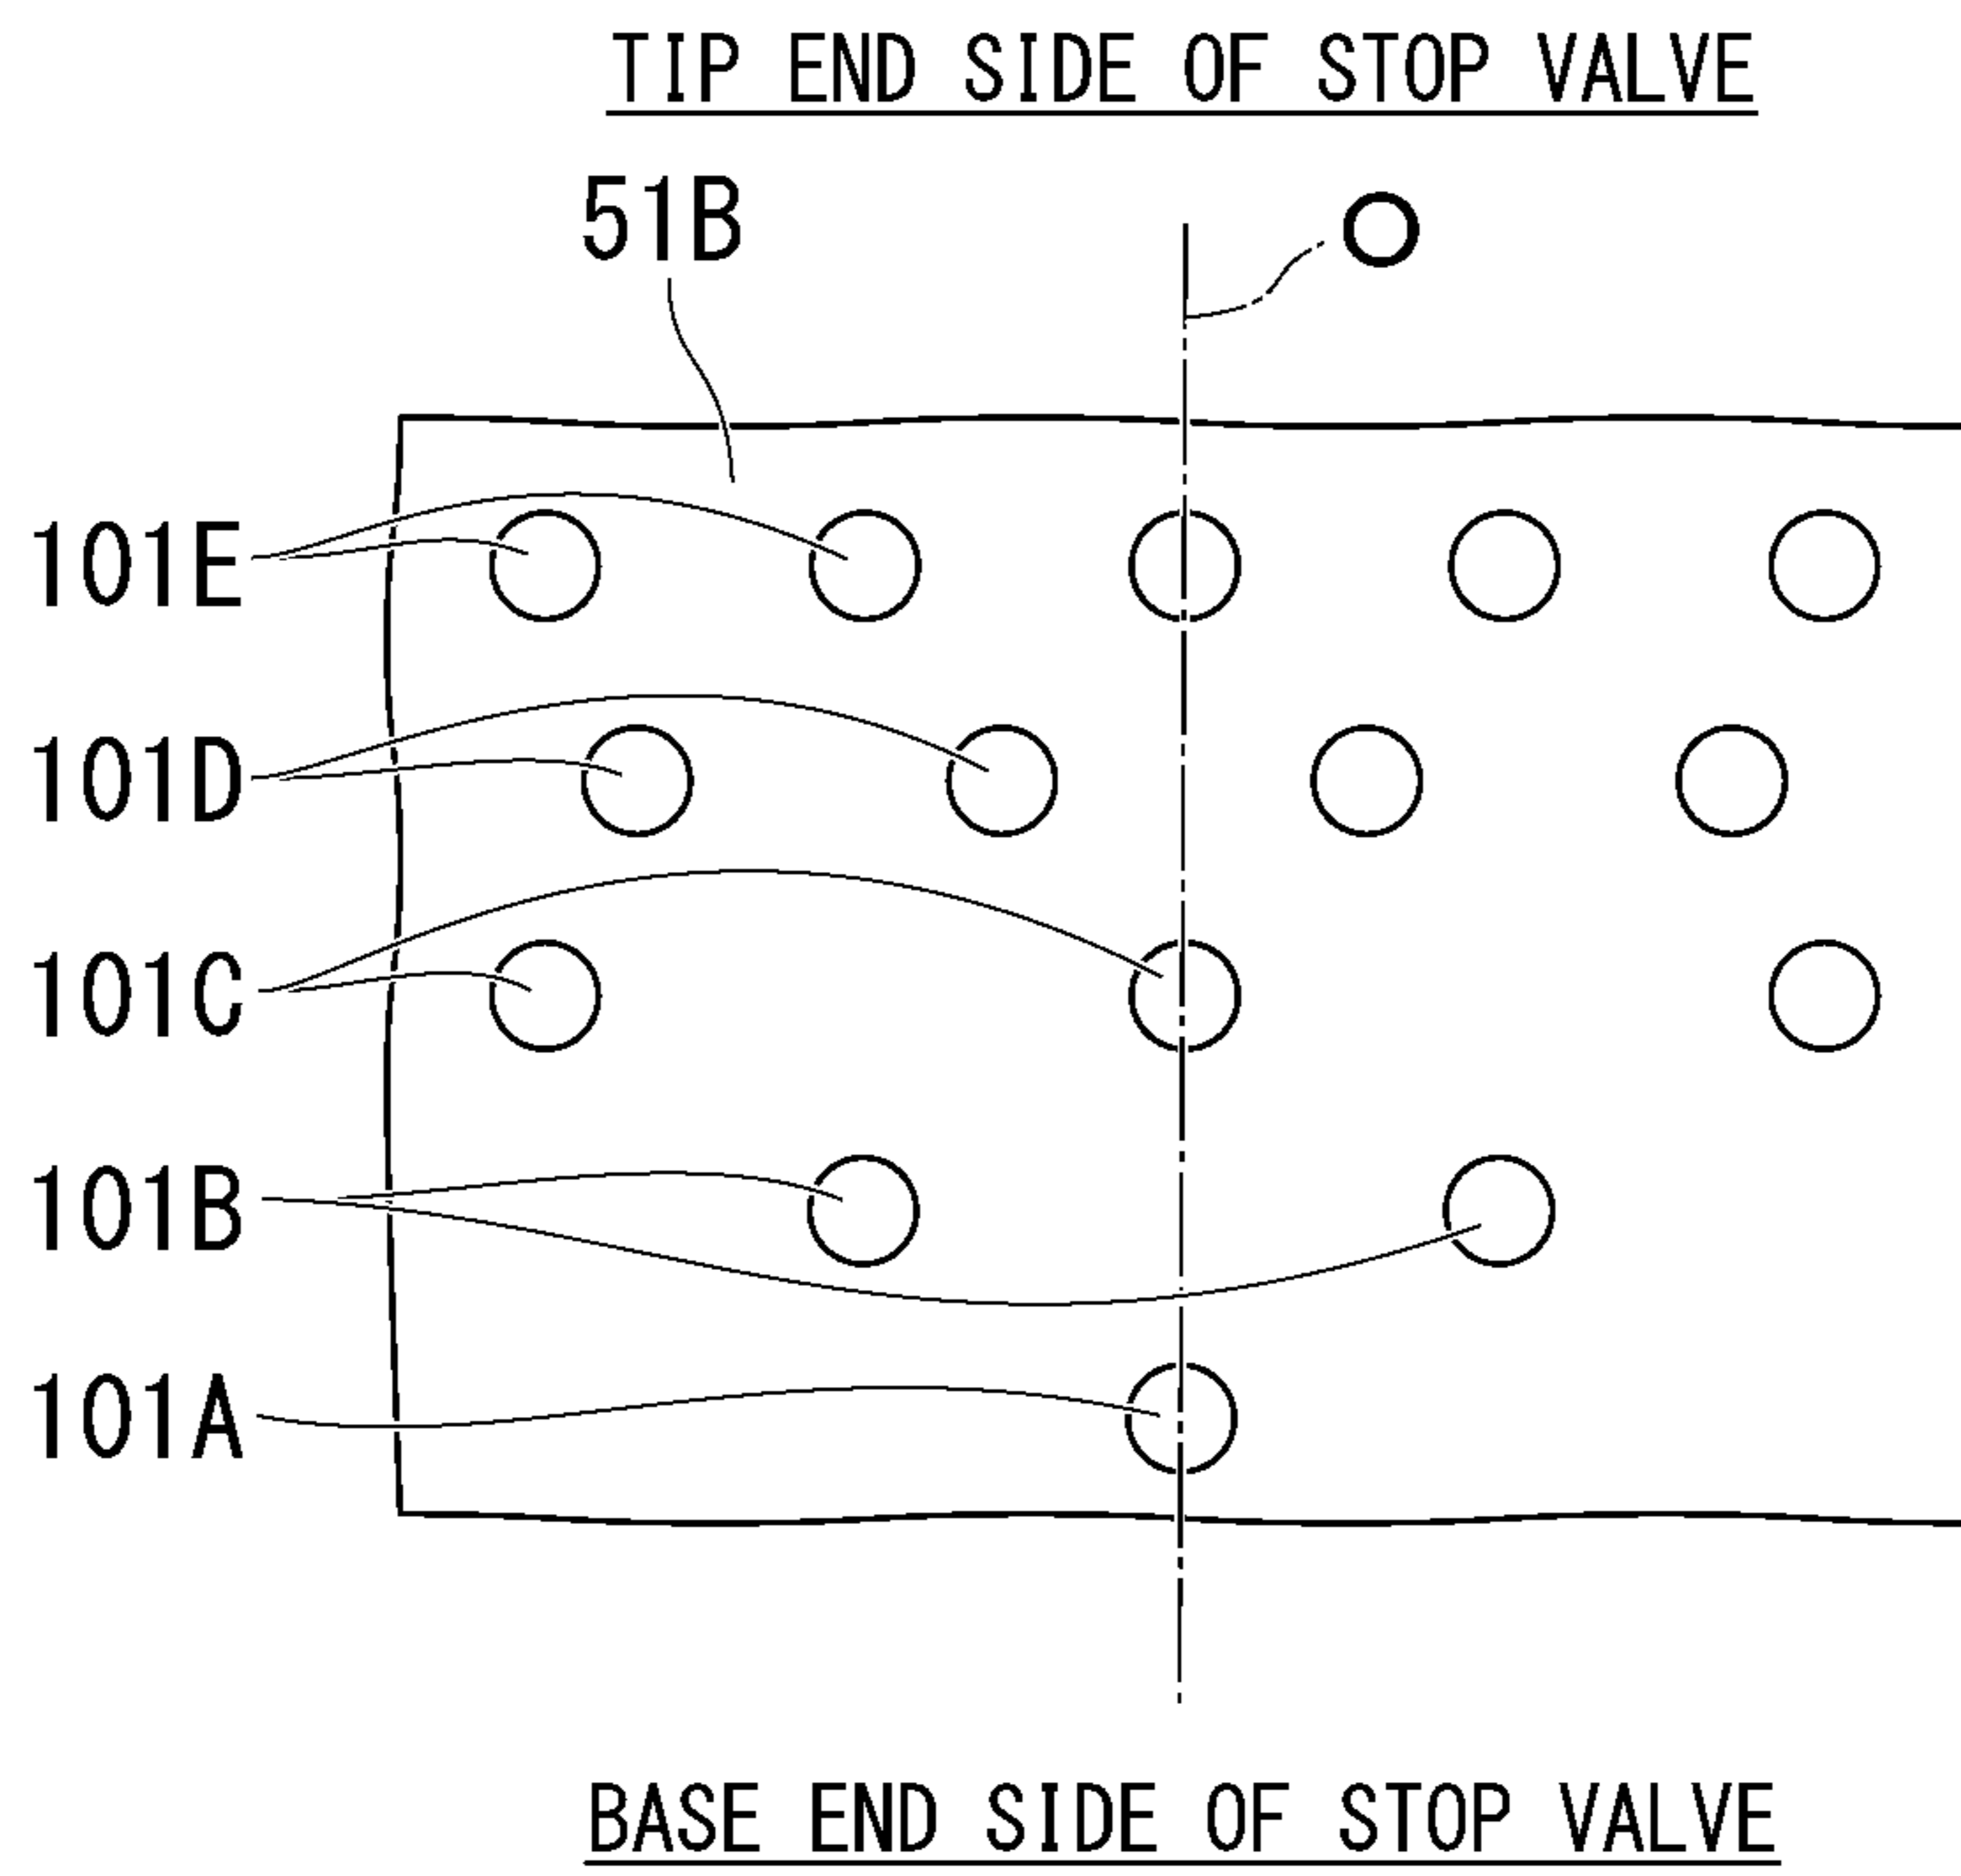 TIP END SIDE OF STOP VALVE
51B
O
101E
101D
101C
101B
101A
BASE END SIDE OF STOP VALVE